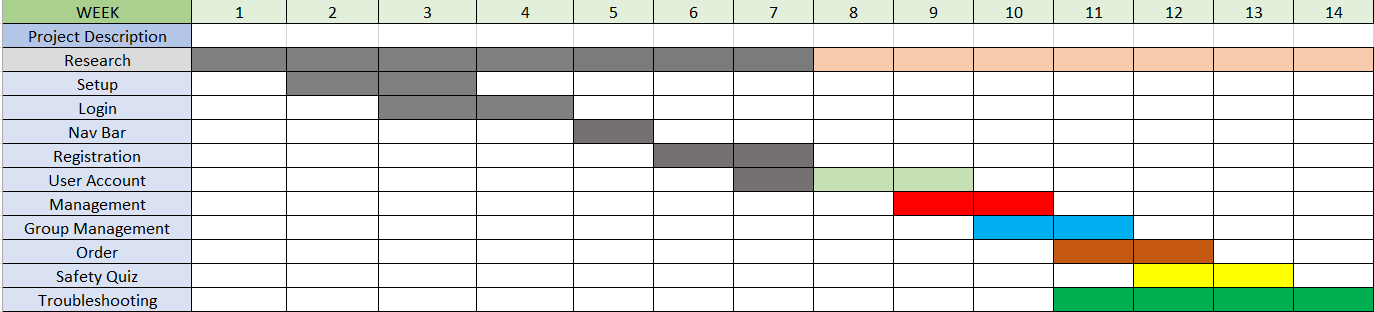 WEEK 1 2 3 4 5 6 7 8 9 10 11 12 13 14
Project Description
Research
Setup
Login
Nav Bar
Registration
User Account
Management
Group Management
Order
Safety Quiz
Troubleshooting